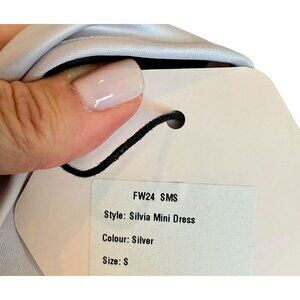 FW24 SMS
Style: Silvia Mini Dress
Colour: Silver
Size: S